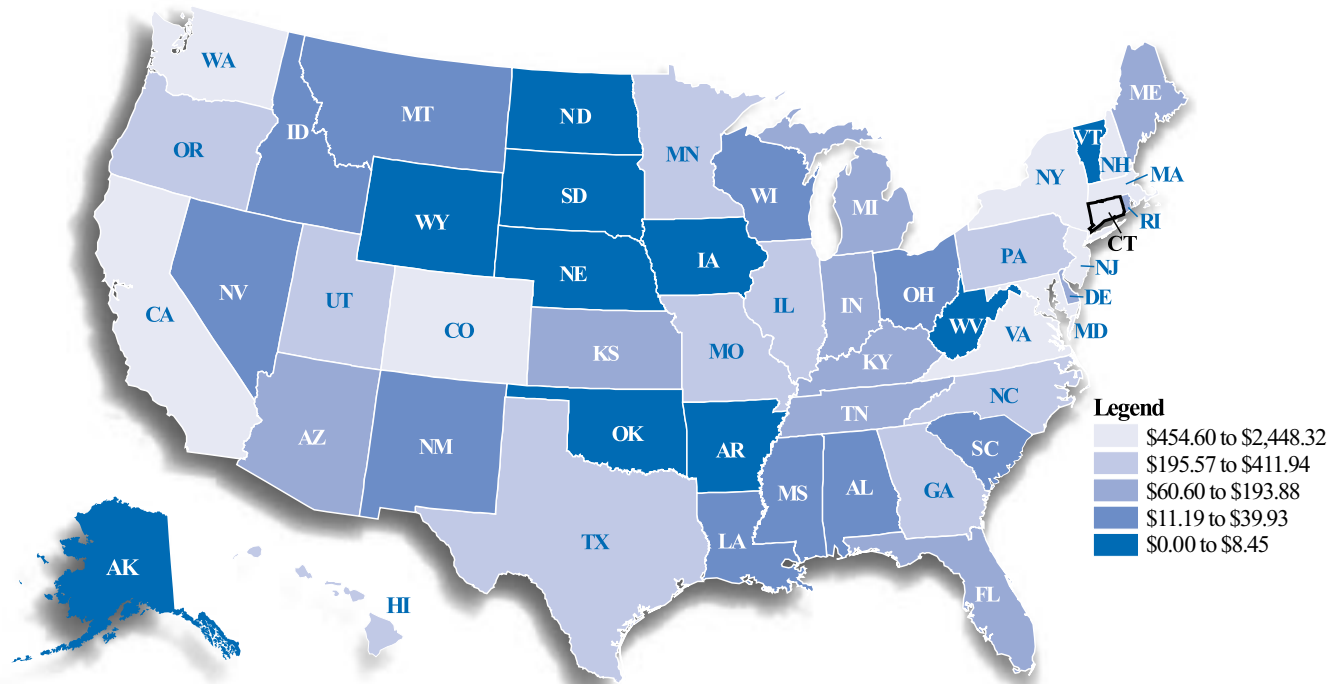 WA
MT
ND
ME
ID
VT
OR
MN
NH
MA
NY
WI
SD
MI
RI
WY
CT
PA
IA
NJ
NE
NV
OH
DE
UT
IL
IN
CA
WV
CO
MD
VA
KS
MO
KY
NC
TN
AZ
OK
NM
AR
SC
MS
AL
GA
TX
LA
AK
FL
HI
Legend
$454.60 to $2,448.32
$195.57 to $411.94
$60.60 to $193.88
$11.19 to $39.93
$0.00 to $8.45